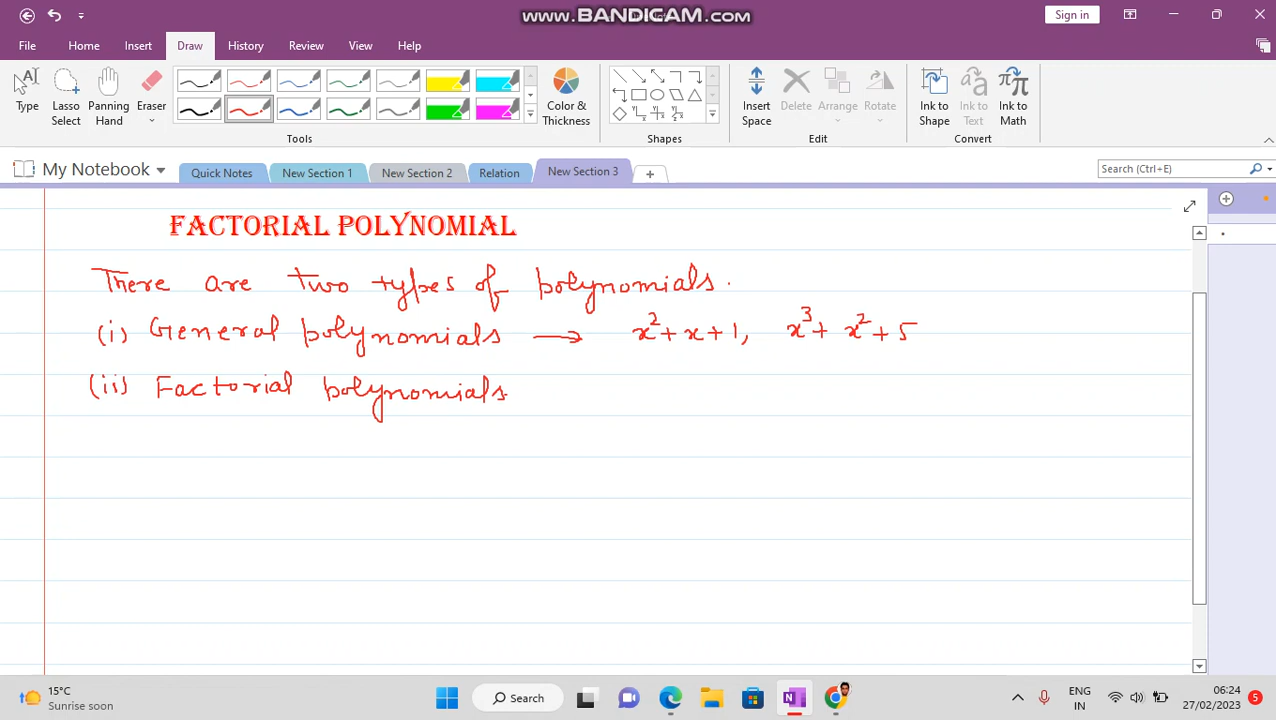 www.BANDICAM.com
Sign in
File Home Insert Draw History Review View Help
Type
Lasso Select
Panning Hand
Eraser
Color & Thickness
Insert Space
Delete
Arrange
Rotate
Ink to Shape
Ink to Text
Ink to Math
Tools
Shapes
Edit
Convert
My Notebook Quick Notes New Section 1 New Section 2 Relation New Section 3 Search (Ctrl+E)
FACTORIAL POLYNOMIAL
There are two types of polynomials.
(i) General polynomials → x²+x+1, x³+ x²+5
(ii) Factorial polynomials.
15°C
Sunrise soon
Search
ENG
IN
06:24
27/02/2023
5